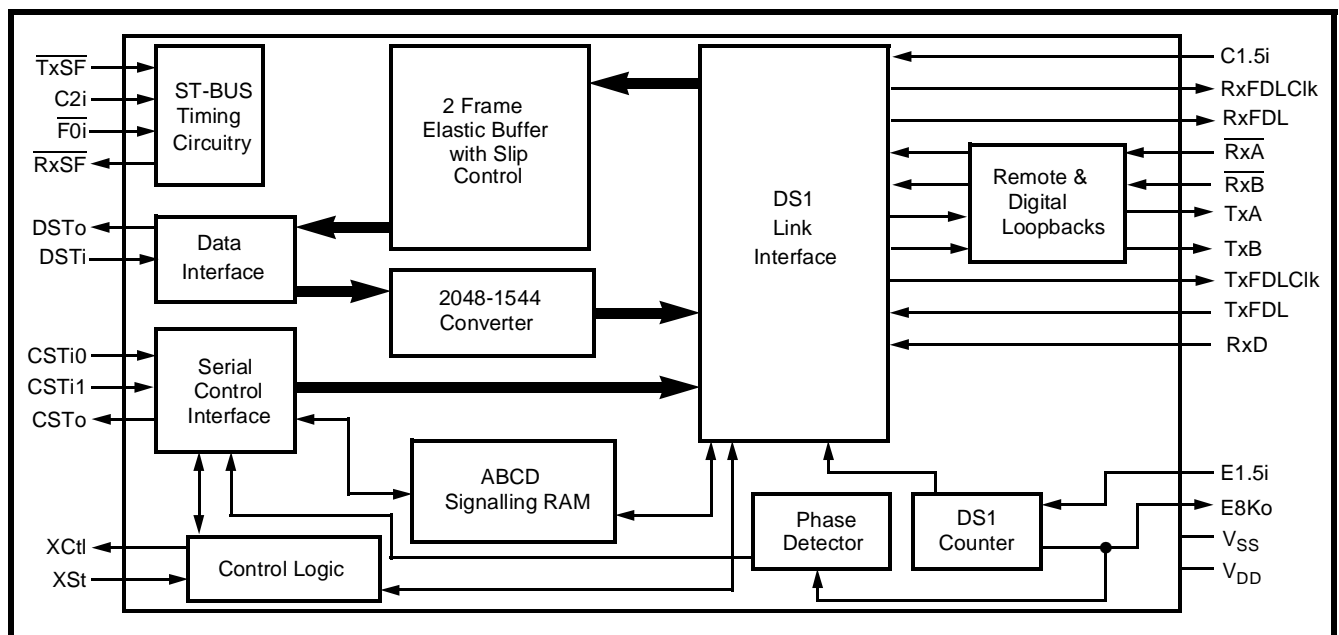 TxSF
C2i
F0i
RxSF
ST-BUS
Timing
Circuitry
2 Frame
Elastic Buffer
with Slip
Control
DS1
Link
Interface
C1.5i
RxFDLClk
RxFDL
RxA
RxB
TxA
TxB
TxFDLClk
TxFDL
RxD
Remote &
Digital
Loopbacks
DSTo
DSTi
Data
Interface
2048-1544
Converter
CSTi0
CSTi1
CSTo
Serial
Control
Interface
ABCD
Signalling RAM
Phase
Detector
DS1
Counter
E1.5i
E8Ko
VSS
VDD
XCtl
XSt
Control Logic